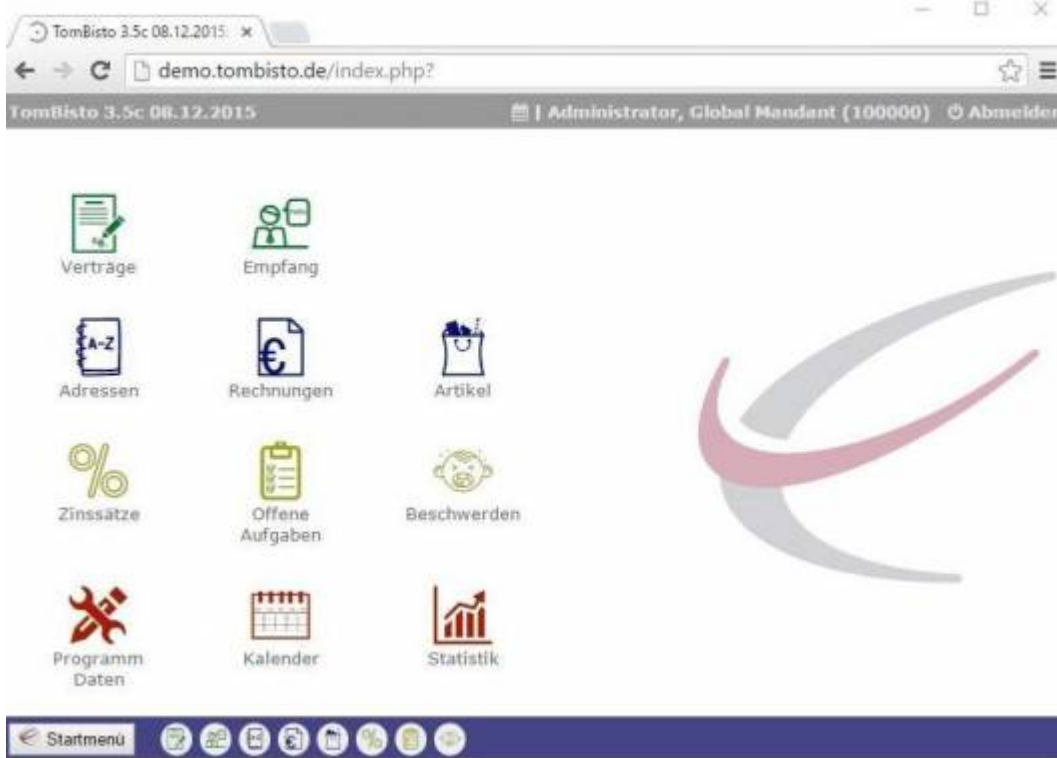 TomBisto 3.5c 08.12.2015
demo.tombisto.de/index.php?
TomBisto 3.5c 08.12.2015 | Administrator, Global Mandant (100000) Abmelden
Verträge Empfang
A-Z €
Adressen Rechnungen Artikel
%
Zinssätze Offene Aufgaben Beschwerden
Programm Daten Kalender Statistik
Startmenü